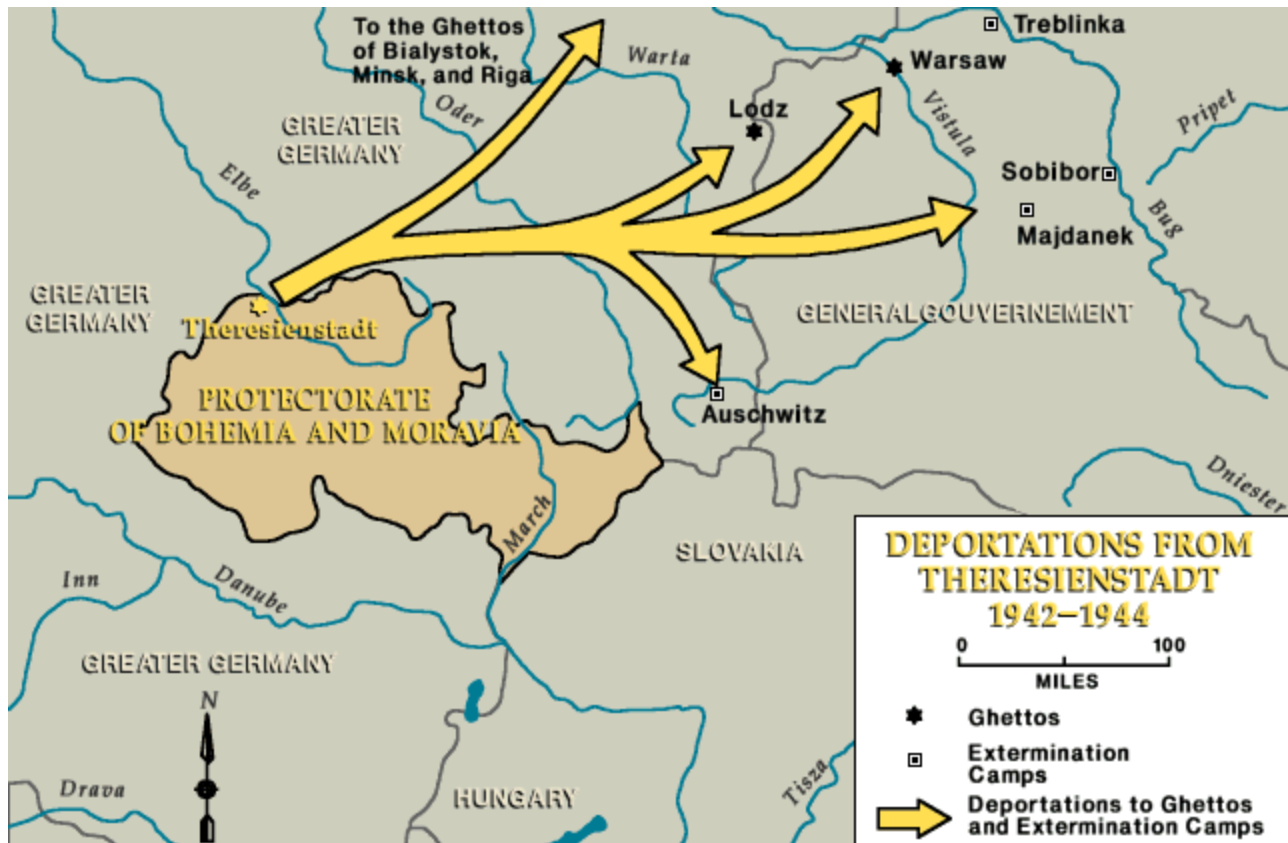 To the Ghettos
of Bialystok,
Minsk, and Riga
Warta
Treblinka
Warsaw
Oder
Lodz
Vistula
Pripet
GREATER
GERMANY
Elbe
Sobibor
Bug
Majdanek
GREATER
GERMANY
Theresienstadt
GENERALGOUVERNEMENT
PROTECTORATE
OF BOHEMIA AND MORAVIA
Auschwitz
Dniester
March
SLOVAKIA
Inn
Danube
GREATER GERMANY
N
Drava
HUNGARY
Tisza
DEPORTATIONS FROM
THERESIENSTADT
1942–1944
0 100
MILES
Ghettos
Extermination
Camps
Deportations to Ghettos
and Extermination Camps